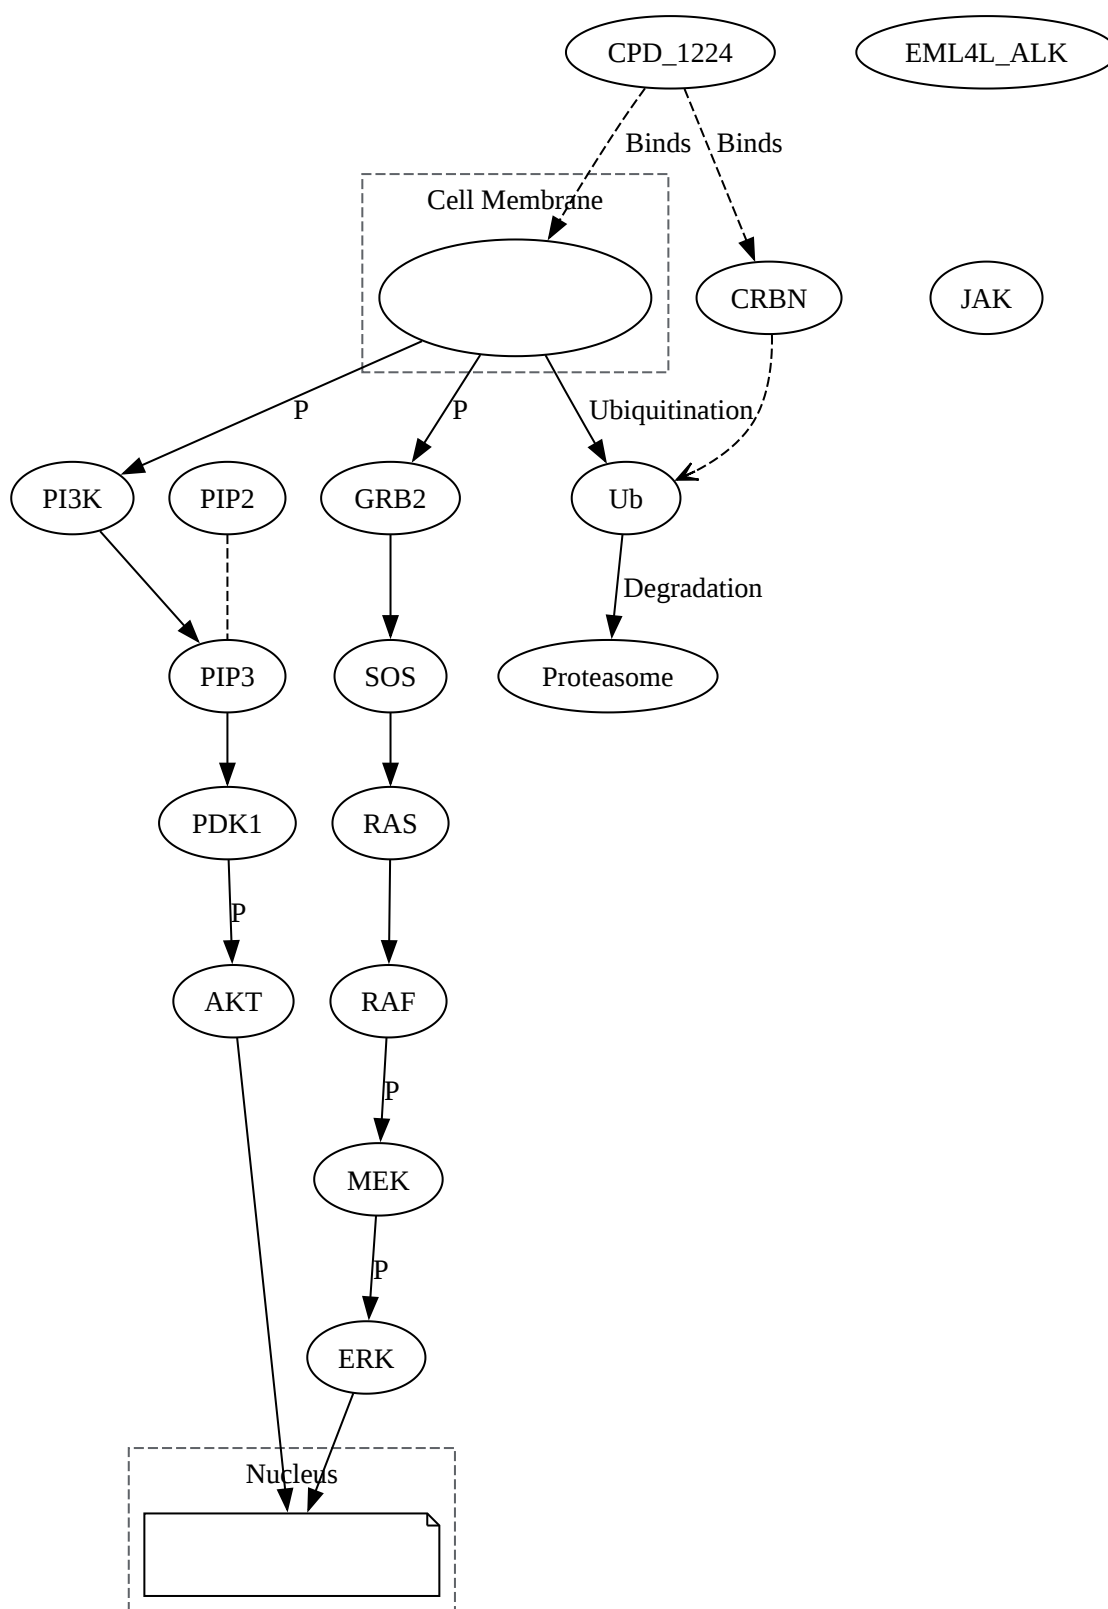 CPD_1224
EML4L_ALK
Binds
Binds
Cell Membrane
CRBN
JAK
P
P
Ubiquitination
PI3K
PIP2
GRB2
Ub
Degradation
PIP3
SOS
Proteasome
PDK1
RAS
P
AKT
RAF
P
MEK
P
ERK
Nucleus